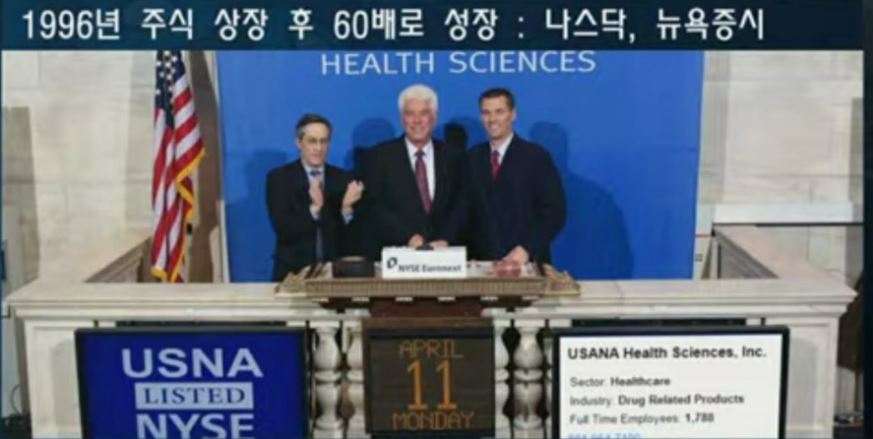 1996년 주식 상장 후 60배로 성장 : 나스닥, 뉴욕증시
HEALTH SCIENCES
NYSE Euronext
USNA
LISTED
NYSE
APRIL
11
MONDAY
USANA Health Sciences, Inc.
Sector: Healthcare
Industry: Drug Related Products
Full Time Employees: 1,788